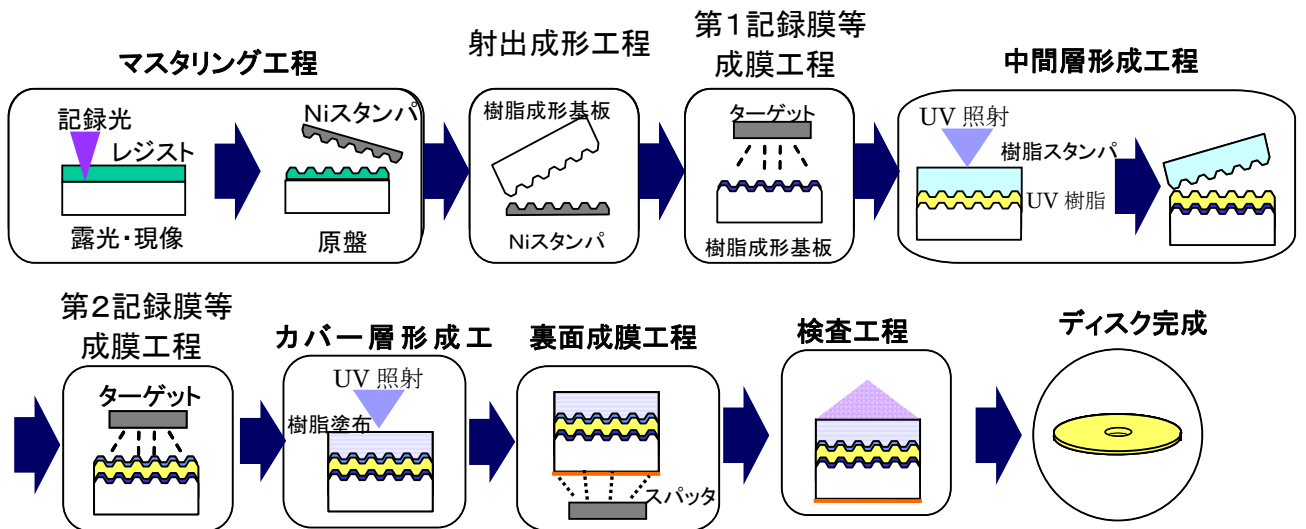 マスタリング工程
記録光
レジスト
露光・現像
Niスタンパ
原盤
射出成形工程
樹脂成形基板
Niスタンパ
第1記録膜等
成膜工程
ターゲット
樹脂成形基板
中間層形成工程
UV 照射
樹脂スタンパ
UV 樹脂
第2記録膜等
成膜工程
ターゲット
カバー層形成工
UV 照射
樹脂塗布
裏面成膜工程
スパッタ
検査工程
ディスク完成